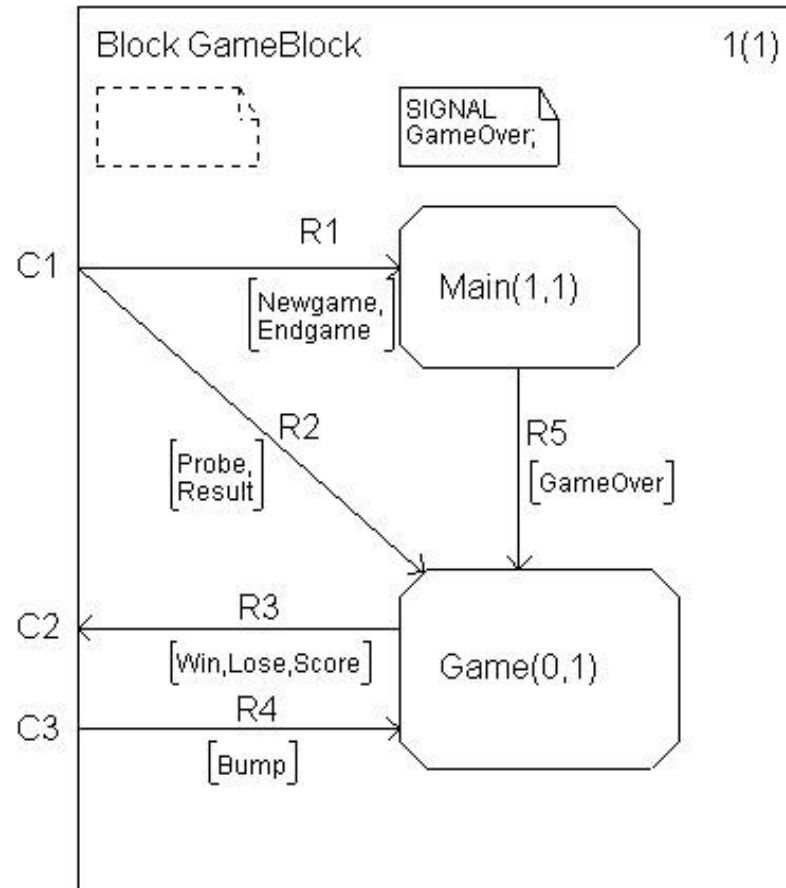 Block GameBlock 1(1)
SIGNAL
GameOver;
R1
C1
Main(1,1)
[Newgame,
Endgame]
R2
R5
[Probe,
Result]
[GameOver]
R3
C2
[Win,Lose,Score]
Game(0,1)
R4
C3
[Bump]